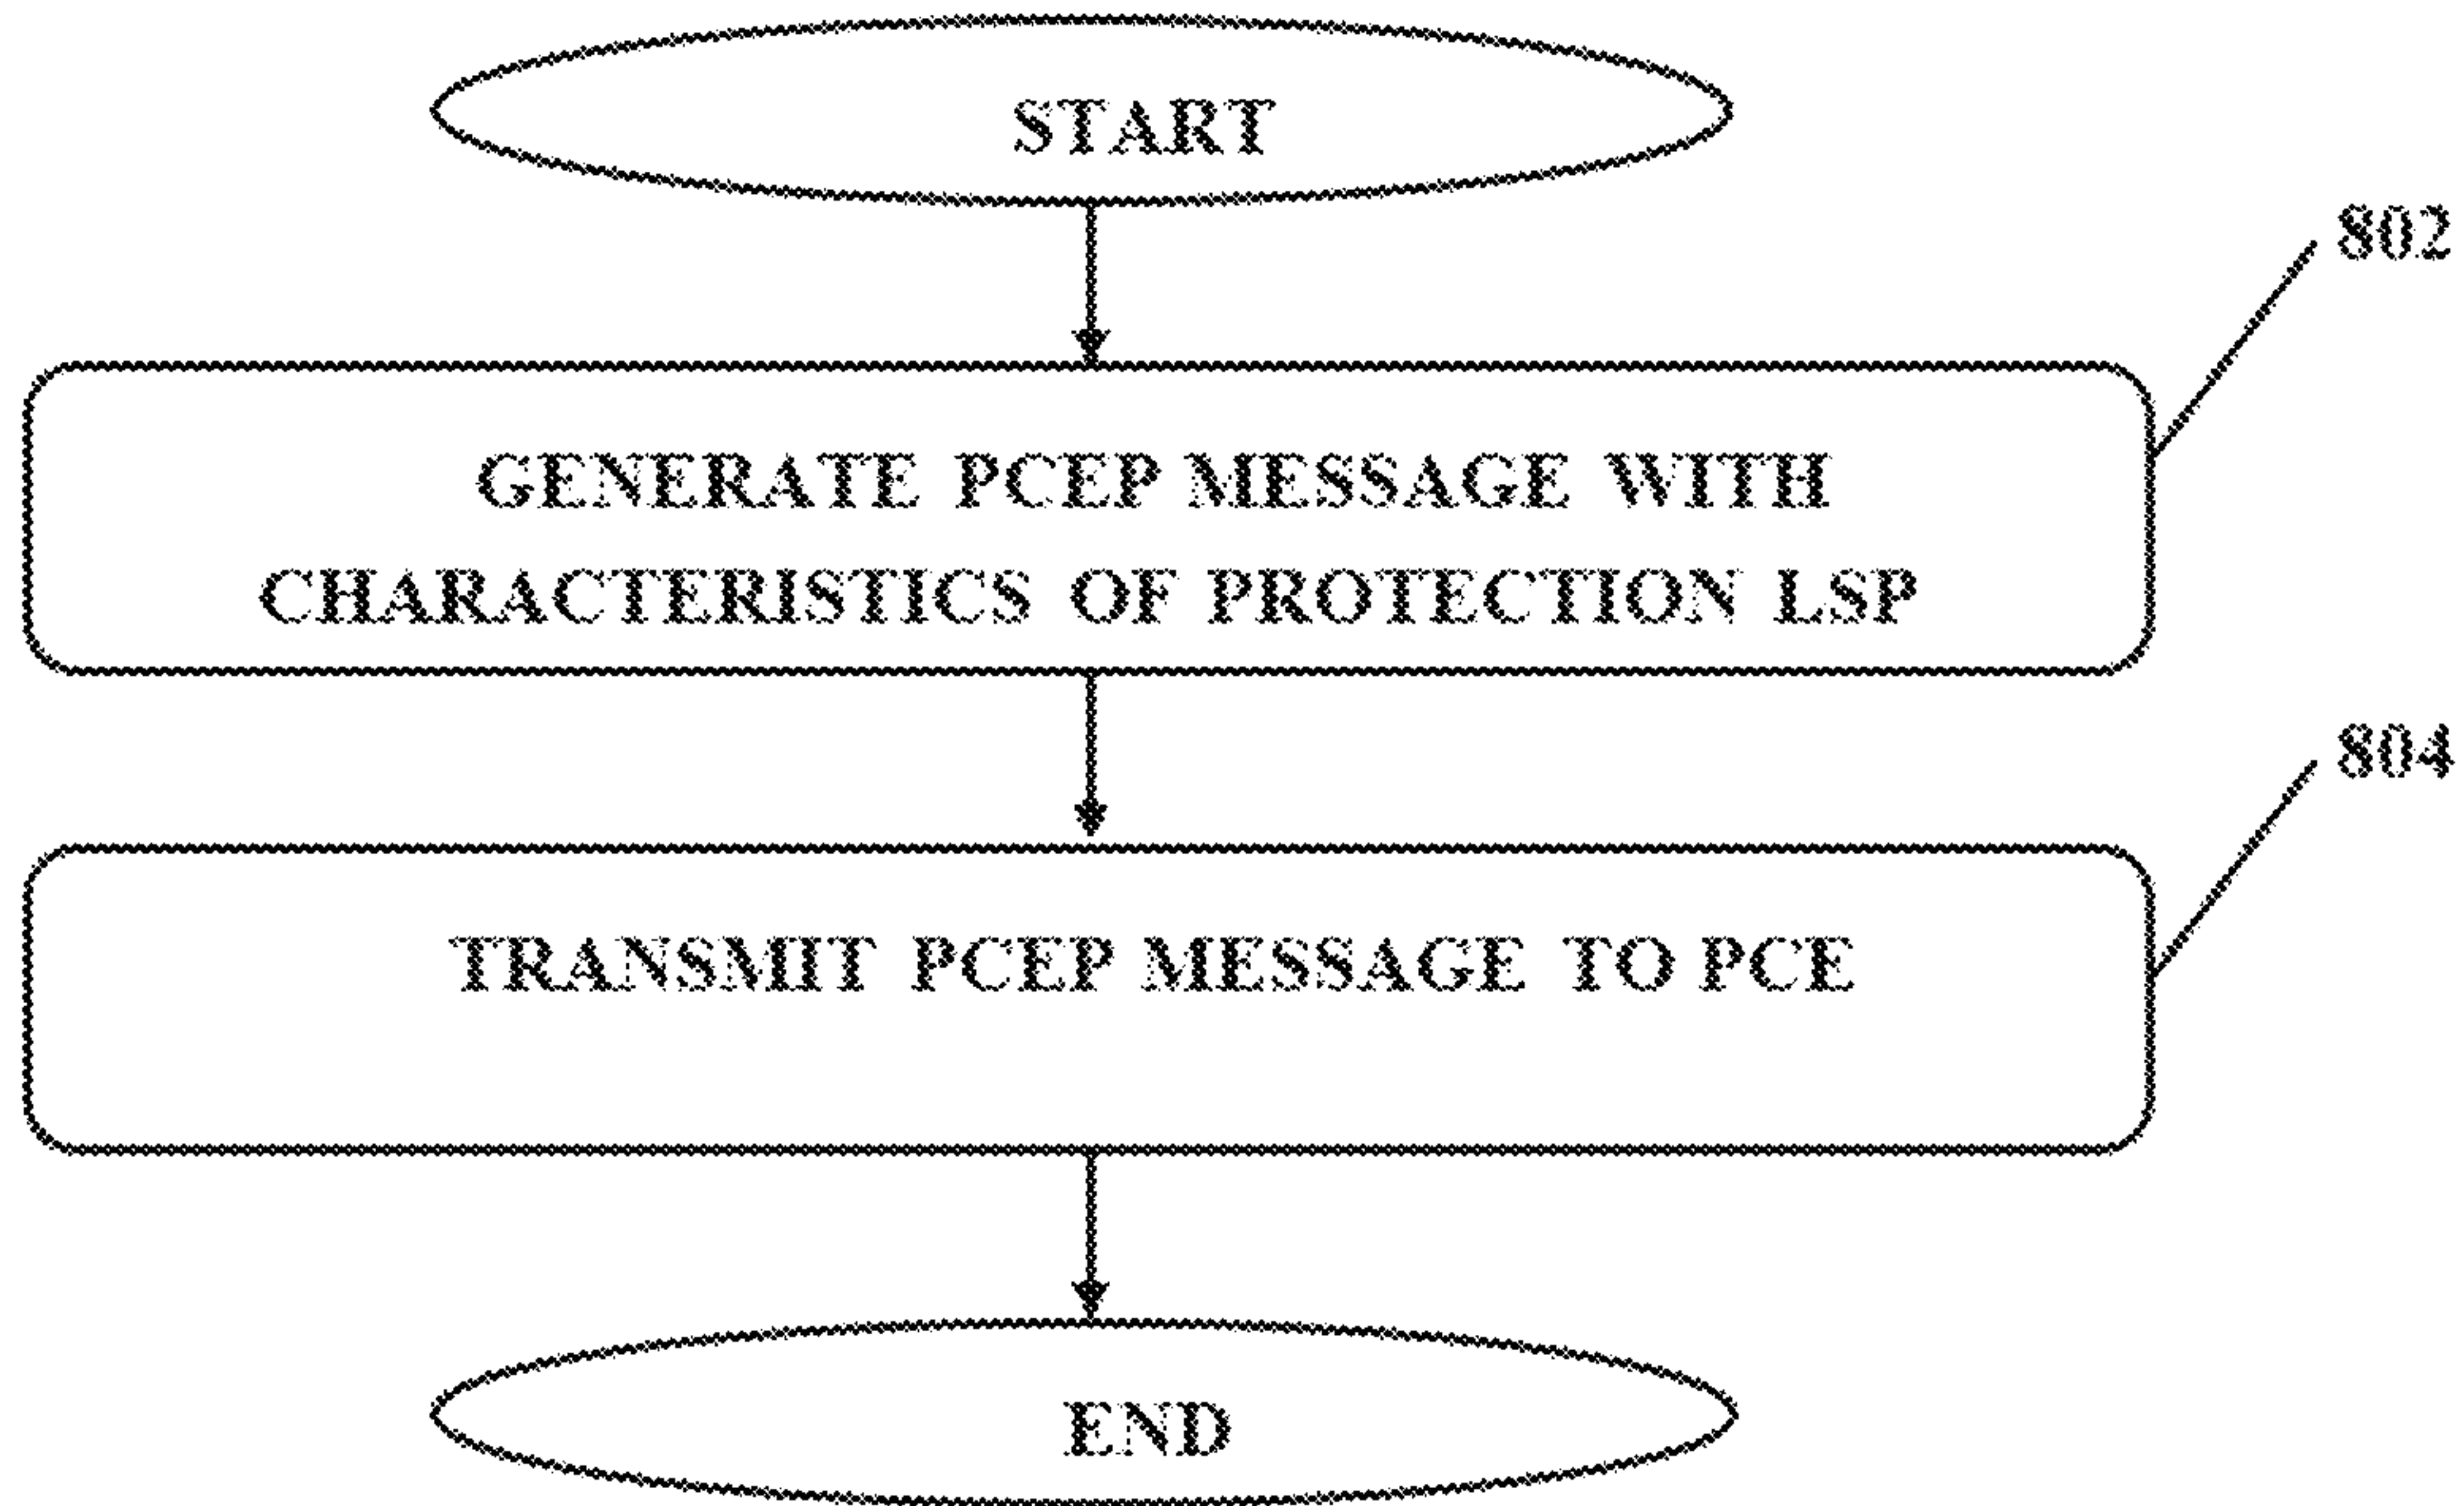 START
802
GENERATE PCEP MESSAGE WITH
CHARACTERISTICS OF PROTECTION LSP
804
TRANSMIT PCEP MESSAGE TO PCE
END